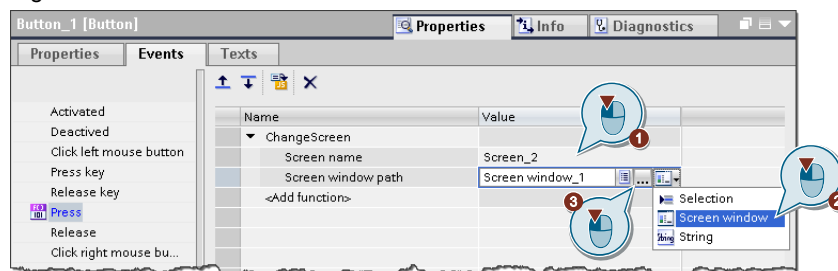 Button_1 [Button]
Properties Info Diagnostics
Properties Events Texts
Name Value
Activated
Deactived
Click left mouse button
Press key
Release key
Press
Release
Click right mouse bu...
ChangeScreen
Screen name Screen_2
Screen window path Screen window_1 ...
<Add function>
1
2
3
Selection
Screen window
String String